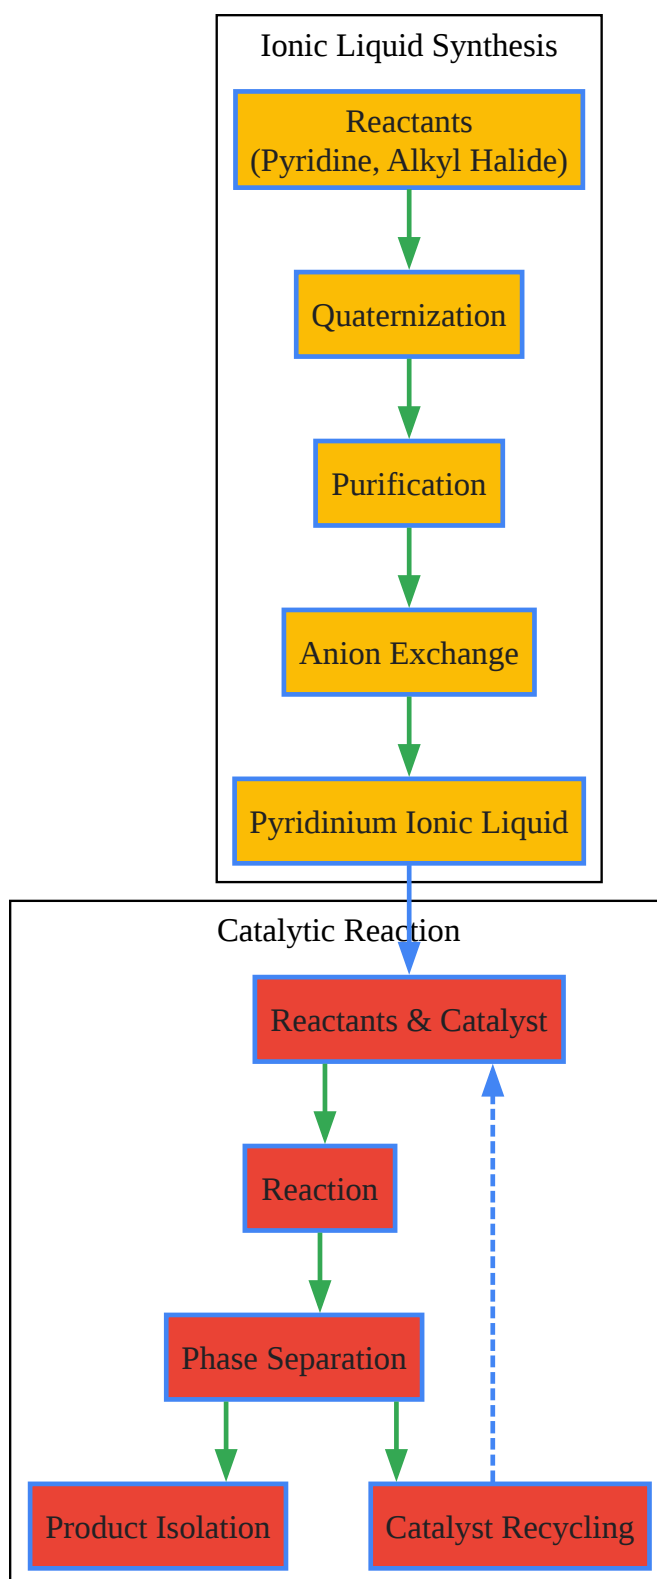 Ionic Liquid Synthesis
Reactants
(Pyridine, Alkyl Halide)
Quaternization
Purification
Anion Exchange
Pyridinium Ionic Liquid
Catalytic Reaction
Reactants & Catalyst
Reaction
Phase Separation
Product Isolation
Catalyst Recycling